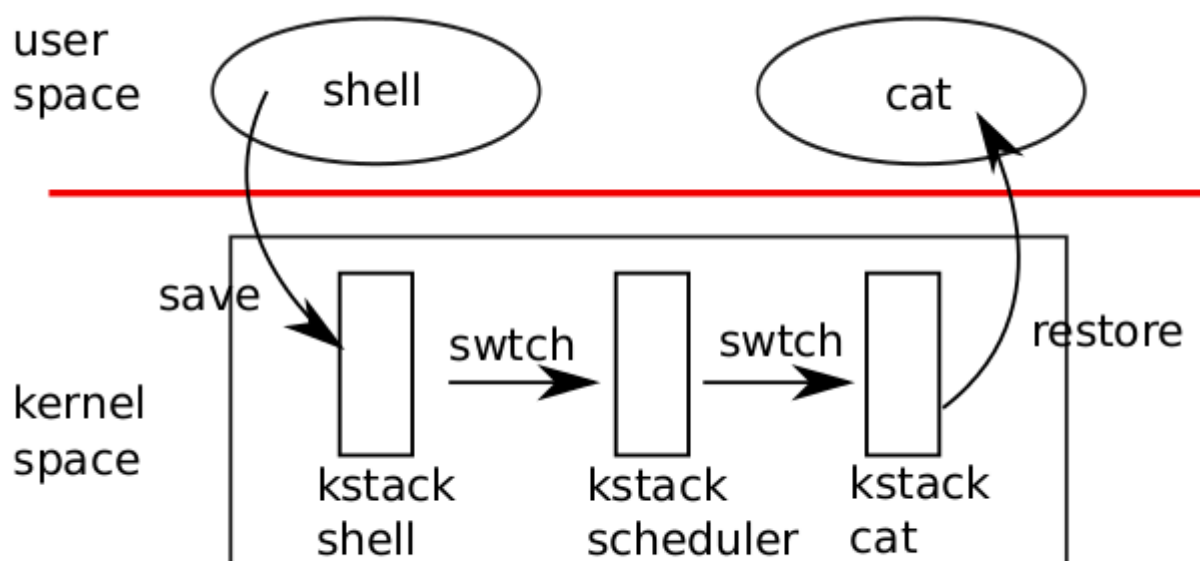 user
space
shell
cat
save
swtch
swtch
restore
kernel
space
kstack
shell
kstack
scheduler
kstack
cat